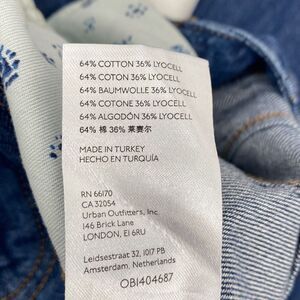 64% COTTON 36% LYOCELL
64% COTON 36% LYOCELL
64% BAUMWOLLE 36% LYOCELL
64% COTONE 36% LYOCELL
64% ALGODÓN 36% LYOCELL
64% 棉 36% 莱赛尔
MADE IN TURKEY
HECHO EN TURQUÍA
RN 66170
CA 32054
Urban Outfitters, Inc
146 Brick Lane
LONDON, E1 6RU
Leidsestraat 32, 1017 PB
Amsterdam, Netherlands
OB1404687